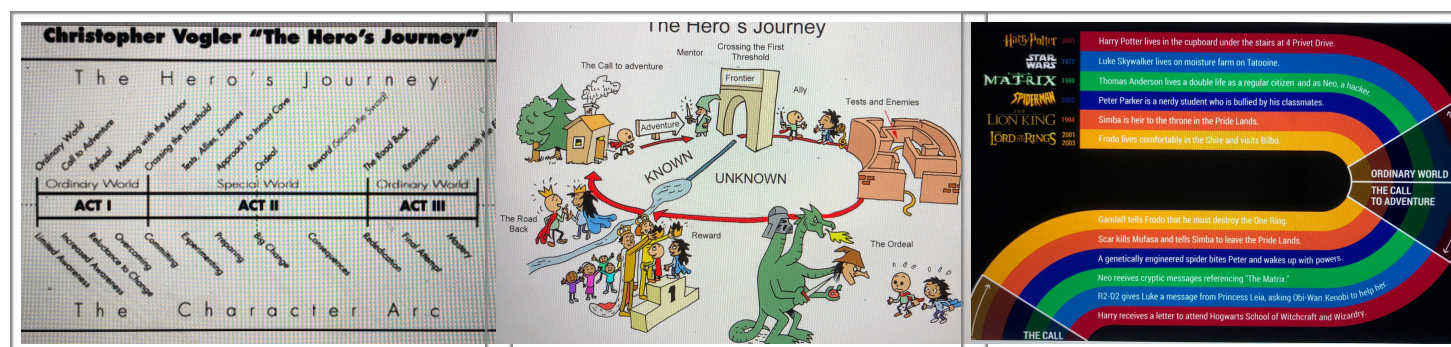 Christopher Vogler "The Hero's Journey"
The Hero's Journey
Ordinary World
Call to Adventure
Refusal
Meeting with the Mentor
Crossing the Threshold
Tests, Allies, Enemies
Approach to Inmost Cave
Ordeal
Reward
The Road Back
Resurrection
Return with the
Ordinary World
Special World
Ordinary World
ACT I
ACT II
ACT III
Limited Awareness
Increased Awareness
Reluctance to Change
Overcoming
Committing
Experimenting
Preparing
Big Change
Consequences
Rededication
Final Attempt
Mastery
The Character Arc
The Hero's Journey
The Call to adventure
Mentor
Crossing the First
Threshold
Frontier
Ally
Tests and Enemies
Adventure
KNOWN
UNKNOWN
The Road
Back
Reward
1
The Ordeal
Harry Potter 2001
Harry Potter lives in the cupboard under the stairs at 4 Privet Drive.
STAR WARS 1977
Luke Skywalker lives on moisture farm on Tatooine.
MATRIX 1999
Thomas Anderson lives a double life as a regular citizen and as Neo, a hacker.
SPIDERMAN 2002
Peter Parker is a nerdy student who is bullied by his classmates.
THE LION KING 1994
Simba is heir to the throne in the Pride Lands.
LORD OF THE RINGS 2001 2003
Frodo lives comfortably in the Shire and visits Bilbo.
ORDINARY WORLD
THE CALL
TO ADVENTURE
Gandalf tells Frodo that he must destroy the One Ring.
Scar kills Mufasa and tells Simba to leave the Pride Lands.
A genetically engineered spider bites Peter and wakes up with powers.
Neo reeives cryptic messages referencing "The Matrix."
R2-D2 gives Luke a message from Princess Leia, asking Obi-Wan Kenobi to help her.
Harry receives a letter to attend Hogwarts School of Witchcraft and Wizardry.
THE CALL